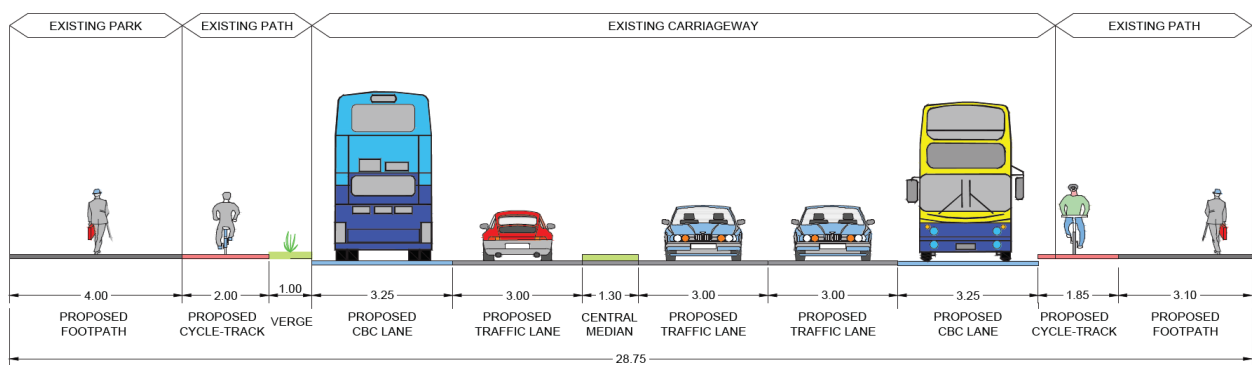 EXISTING PARK
EXISTING PATH
EXISTING CARRIAGEWAY
EXISTING PATH
4.00
2.00
1.00
3.25
3.00
1.30
3.00
3.00
3.25
1.85
3.10
PROPOSED
FOOTPATH
PROPOSED
CYCLE-TRACK
VERGE
PROPOSED
CBC LANE
PROPOSED
TRAFFIC LANE
CENTRAL
MEDIAN
PROPOSED
TRAFFIC LANE
PROPOSED
TRAFFIC LANE
PROPOSED
CBC LANE
PROPOSED
CYCLE-TRACK
PROPOSED
FOOTPATH
28.75